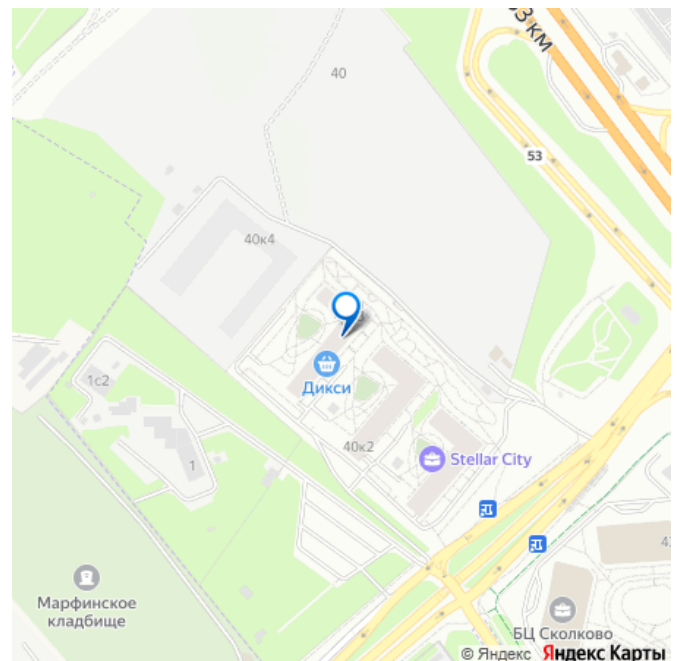 53 км
40
53
40к4
Дикси
1с2
40к2
Stellar City
1
Марфинское
кладбище
БЦ Сколково
© Яндекс Яндекс Карты